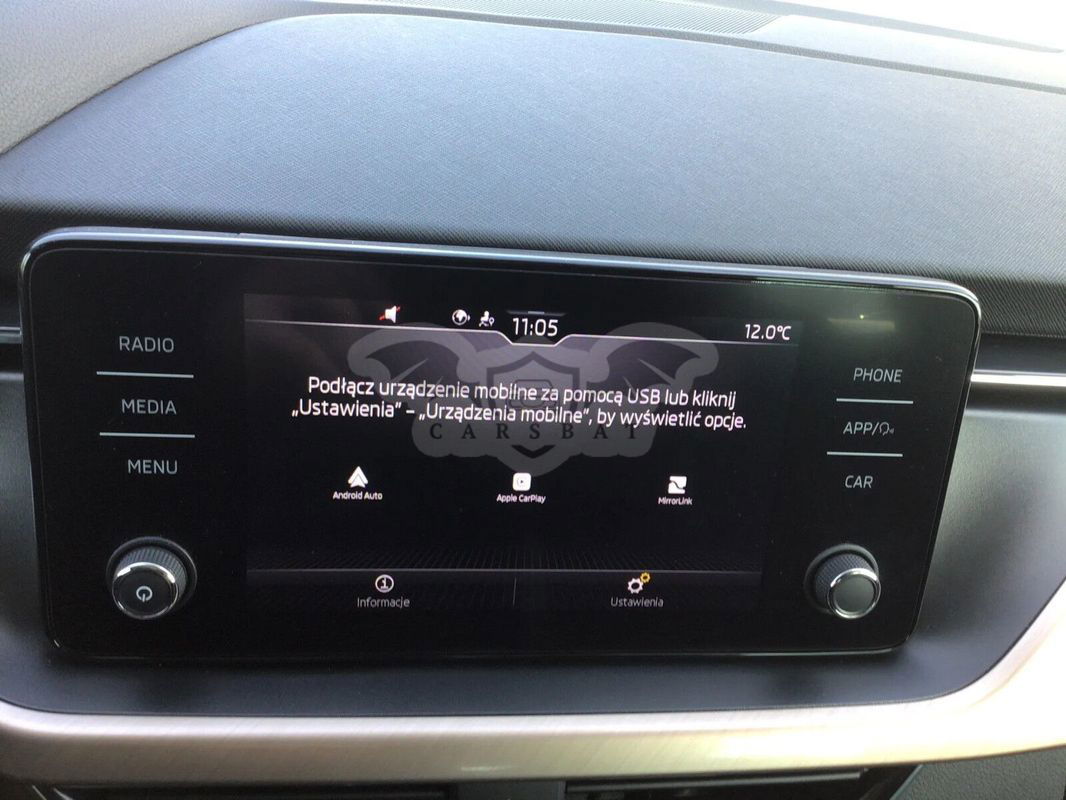 11:05
12.0°C
RADIO
MEDIA
MENU
Podłącz urządzenie mobilne za pomocą USB lub kliknij
„Ustawienia” – „Urządzenia mobilne”, by wyświetlić opcje.
CARSBAT
Android Auto
Apple CarPlay
MirrorLink
Informacje
Ustawienia
PHONE
APP/
CAR